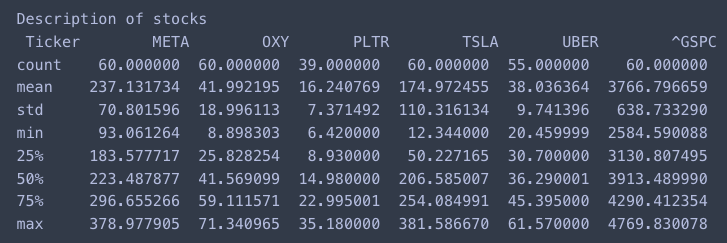 Description of stocks
Ticker META OXY PLTR TSLA UBER ^GSPC
count 60.000000 60.000000 39.000000 60.000000 55.000000 60.000000
mean 237.131734 41.992195 16.240769 174.972455 38.036364 3766.796659
std 70.801596 18.996113 7.371492 110.316134 9.741396 638.733290
min 93.061264 8.898303 6.420000 12.344000 20.459999 2584.590088
25% 183.577717 25.828254 8.930000 50.227165 30.700000 3130.807495
50% 223.487877 41.569099 14.980000 206.585007 36.290001 3913.489990
75% 296.655266 59.111571 22.995001 254.084991 45.395000 4290.412354
max 378.977905 71.340965 35.180000 381.586670 61.570000 4769.830078